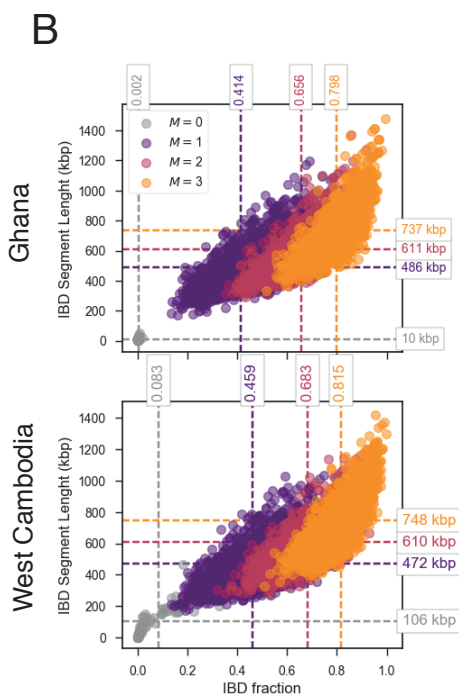 B
0.002
0.414
0.656
0.798
Ghana
IBD Segment Lenght (kbp)
1400
1200
1000
800
600
400
200
0
M = 0
M = 1
M = 2
M = 3
737 kbp
611 kbp
486 kbp
10 kbp
0.083
0.459
0.683
0.815
West Cambodia
IBD Segment Lenght (kbp)
1400
1200
1000
800
600
400
200
0
748 kbp
610 kbp
472 kbp
106 kbp
0.0 0.2 0.4 0.6 0.8 1.0
IBD fraction